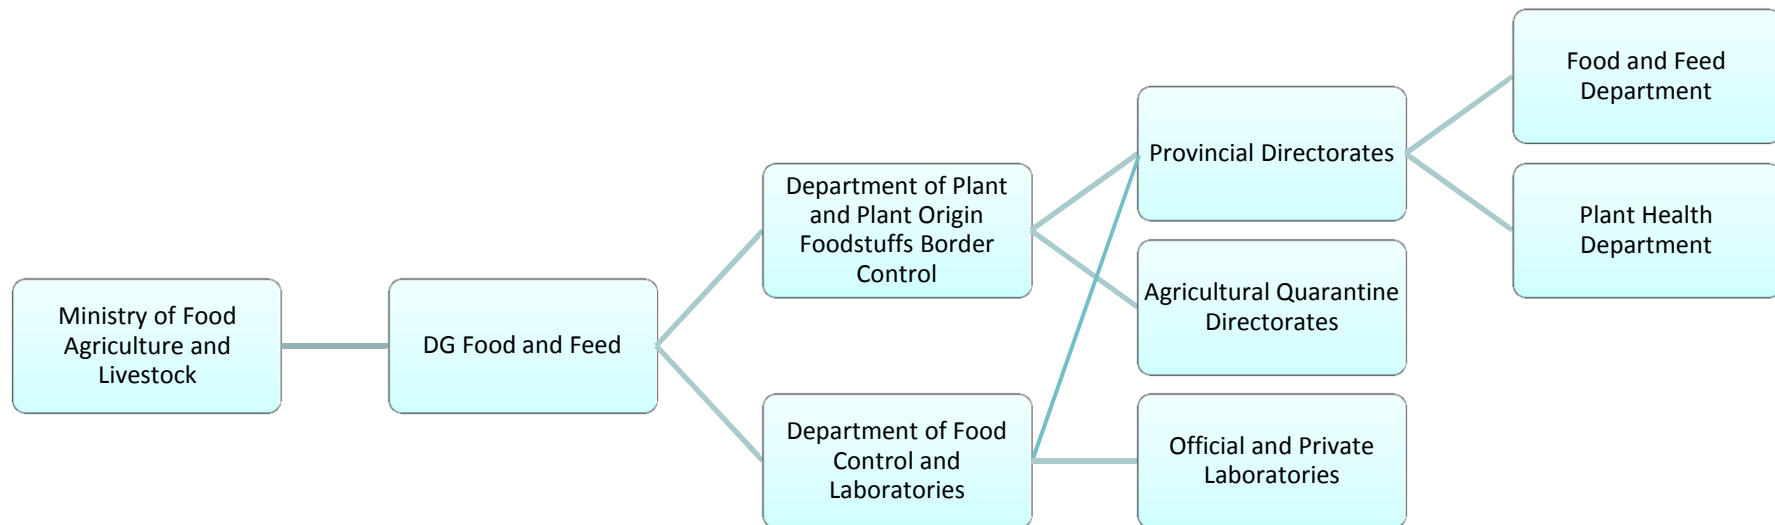 Ministry of Food
Agriculture and
Livestock
DG Food and Feed
Department of Plant
and Plant Origin
Foodstuffs Border
Control
Department of Food
Control and
Laboratories
Provincial Directorates
Agricultural Quarantine
Directorates
Official and Private
Laboratories
Food and Feed
Department
Plant Health
Department